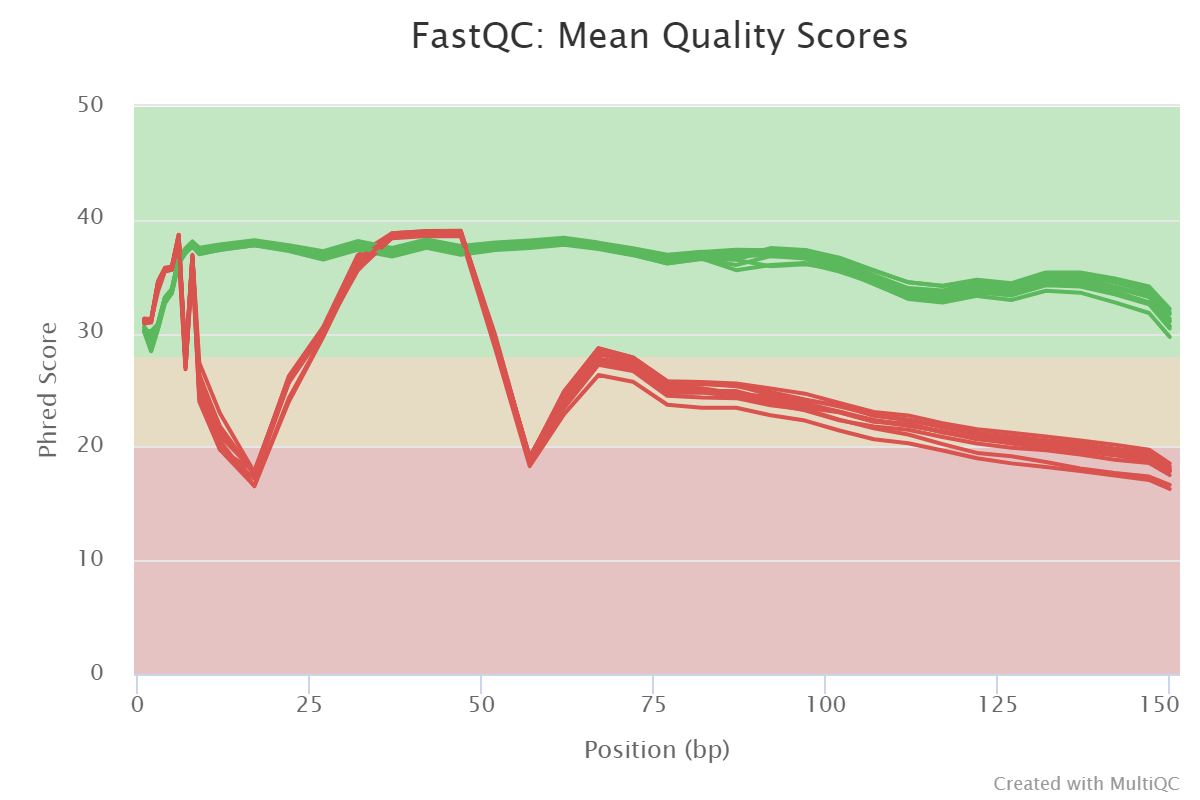 FastQC: Mean Quality Scores
50
40
30
20
10
0
Phred Score
0 25 50 75 100 125 150
Position (bp)
Created with MultiQC